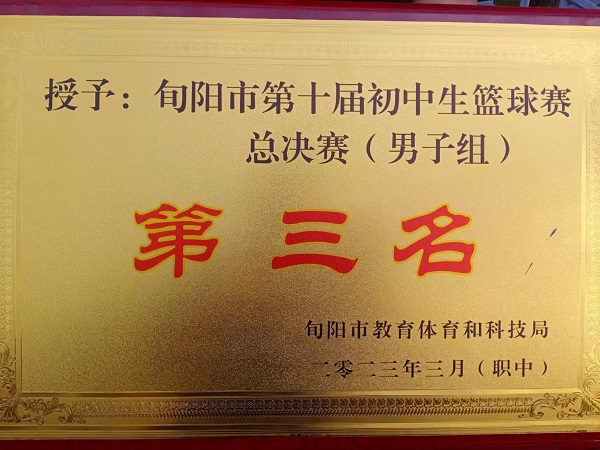 授予：旬阳市第十届初中生篮球赛
总决赛（男子组）
第三名
旬阳市教育体育和科技局
二零二三年三月（职中）